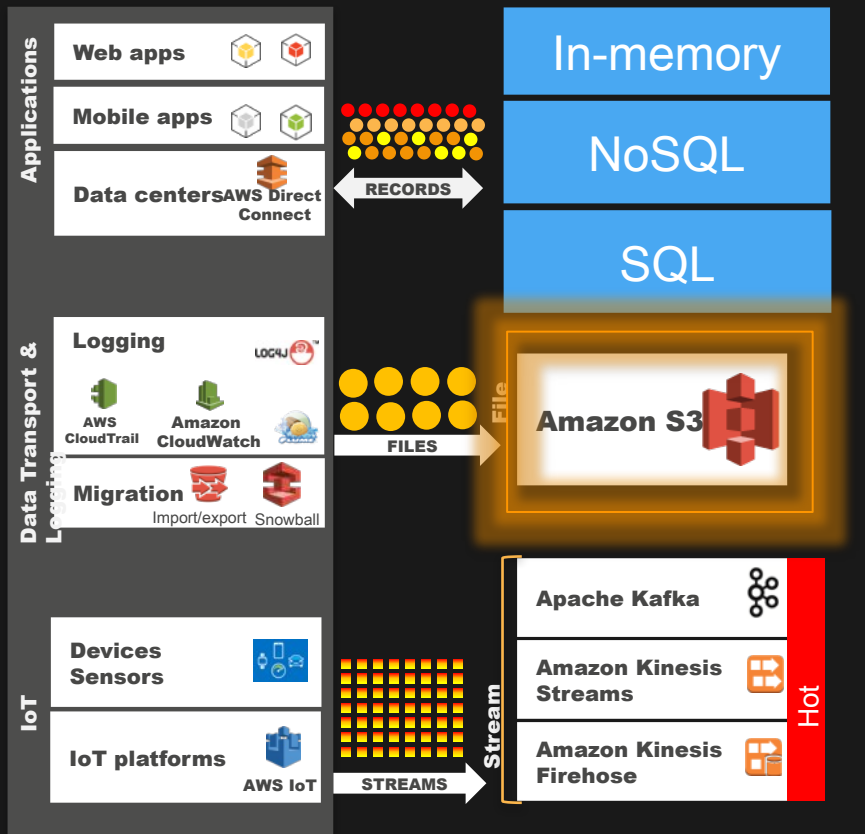 Applications
Web apps
Mobile apps
Data centers
AWS Direct
Connect
RECORDS
In-memory
NoSQL
SQL
Data Transport &
Logging
Logging
LOG4J™
AWS
CloudTrail
Amazon
CloudWatch
Migration
Import/export
Snowball
FILES
File
Amazon S3
IoT
Devices
Sensors
IoT platforms
AWS IoT
STREAMS
Stream
Apache Kafka
Amazon Kinesis
Streams
Amazon Kinesis
Firehose
Hot